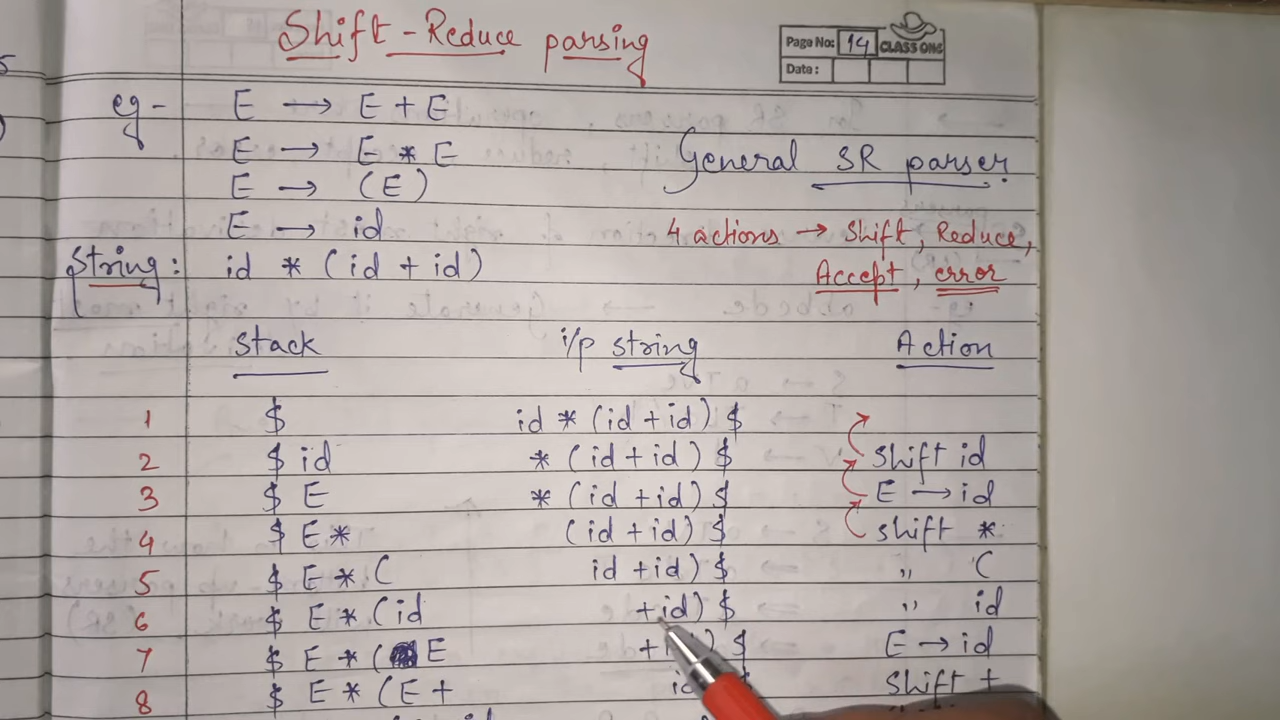 Shift-Reduce parsing
Page No: 14 CLASS ONE
Date:
eg- E → E + E
E → E * E
General SR parser
E → (E)
E → id
4 actions → Shift, Reduce,
Accept, error
String: id * (id + id)
Stack i/p string Action
1 $ id * (id + id) $
2 $ id * (id + id) $ Shift id
3 $ E * (id + id) $ E → id
4 $ E * (id + id) $ shift *
5 $ E * ( id + id) $ " (
6 $ E * (id + id) $ " id
7 $ E * ( E E → id
8 $ E * (E + Shift +